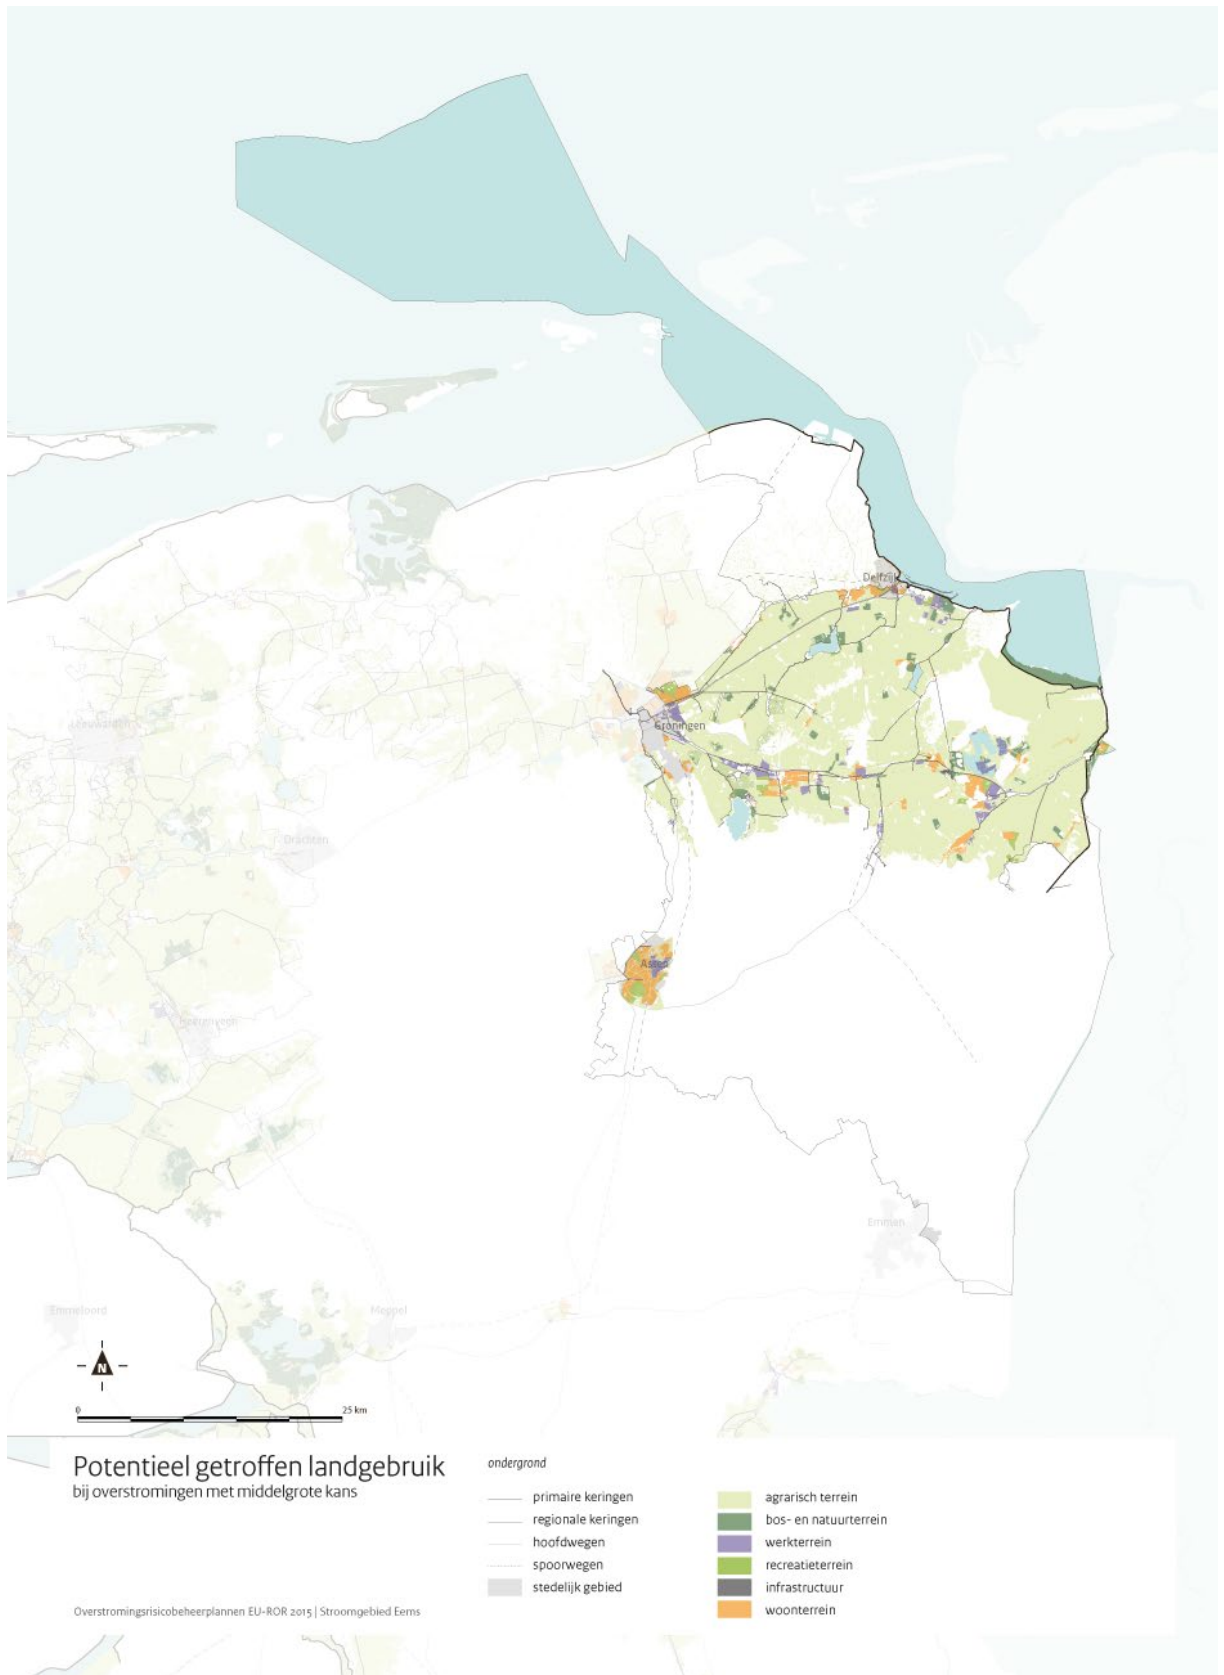 Delfzijl
Groningen
Leeuwarden
Drachten
Assen
Heerenveen
Emmen
Emmeloord
Meppel
N
0
25 km
Potentieel getroffen landgebruik
bij overstromingen met middelgrote kans
ondergrond
primaire keringen
regionale keringen
hoofdwegen
spoorwegen
stedelijk gebied
agrarisch terrein
bos- en natuurterrein
werkterrein
recreatieterrein
infrastructuur
woonterrein
Overstromingsrisicobeheerplannen EU-ROR 2015 | Stroomgebied Eems